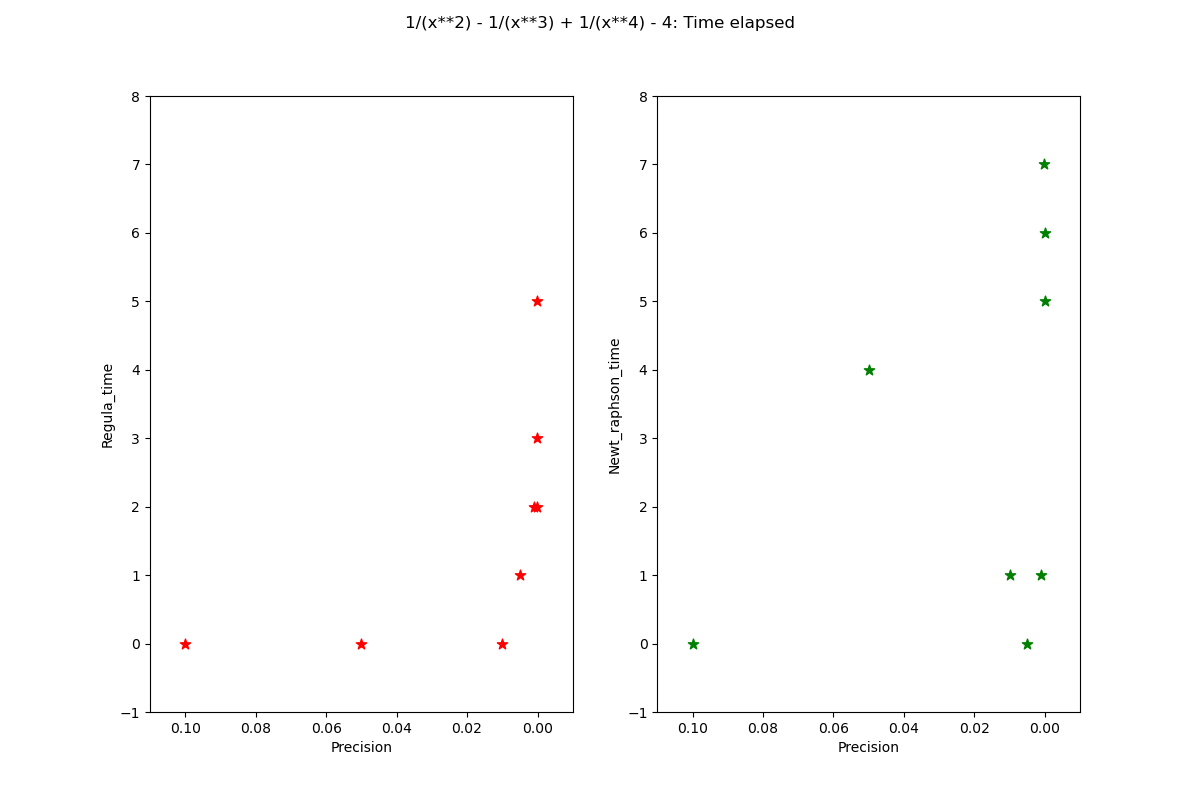 1/(x**2) - 1/(x**3) + 1/(x**4) - 4: Time elapsed
8
7
6
5
4
3
2
1
0
−1
Regula_time
0.10 0.08 0.06 0.04 0.02 0.00
Precision
8
7
6
5
4
3
2
1
0
−1
Newt_raphson_time
0.10 0.08 0.06 0.04 0.02 0.00
Precision